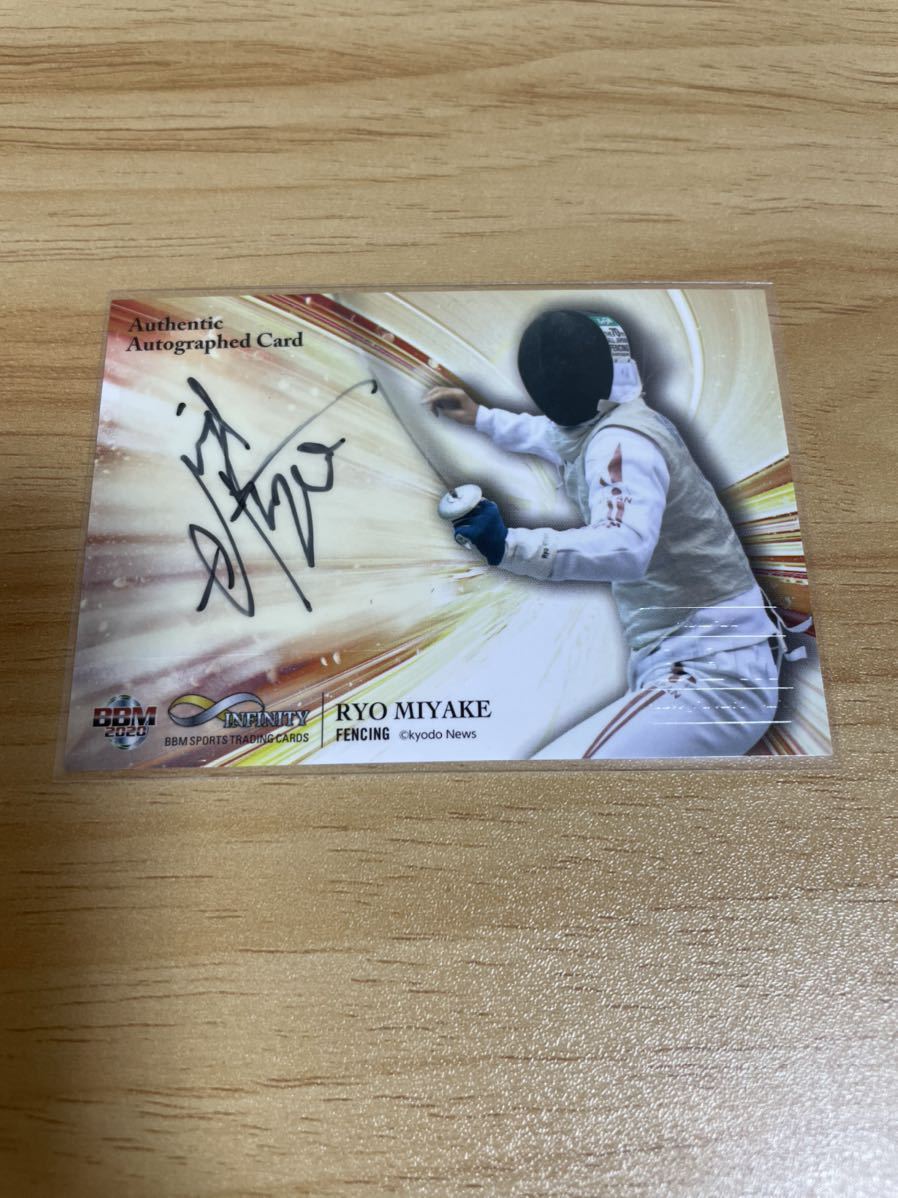 Authentic
Autographed Card
BBM
2020
INFINITY
BBM SPORTS TRADING CARDS
RYO MIYAKE
FENCING ©kyodo News